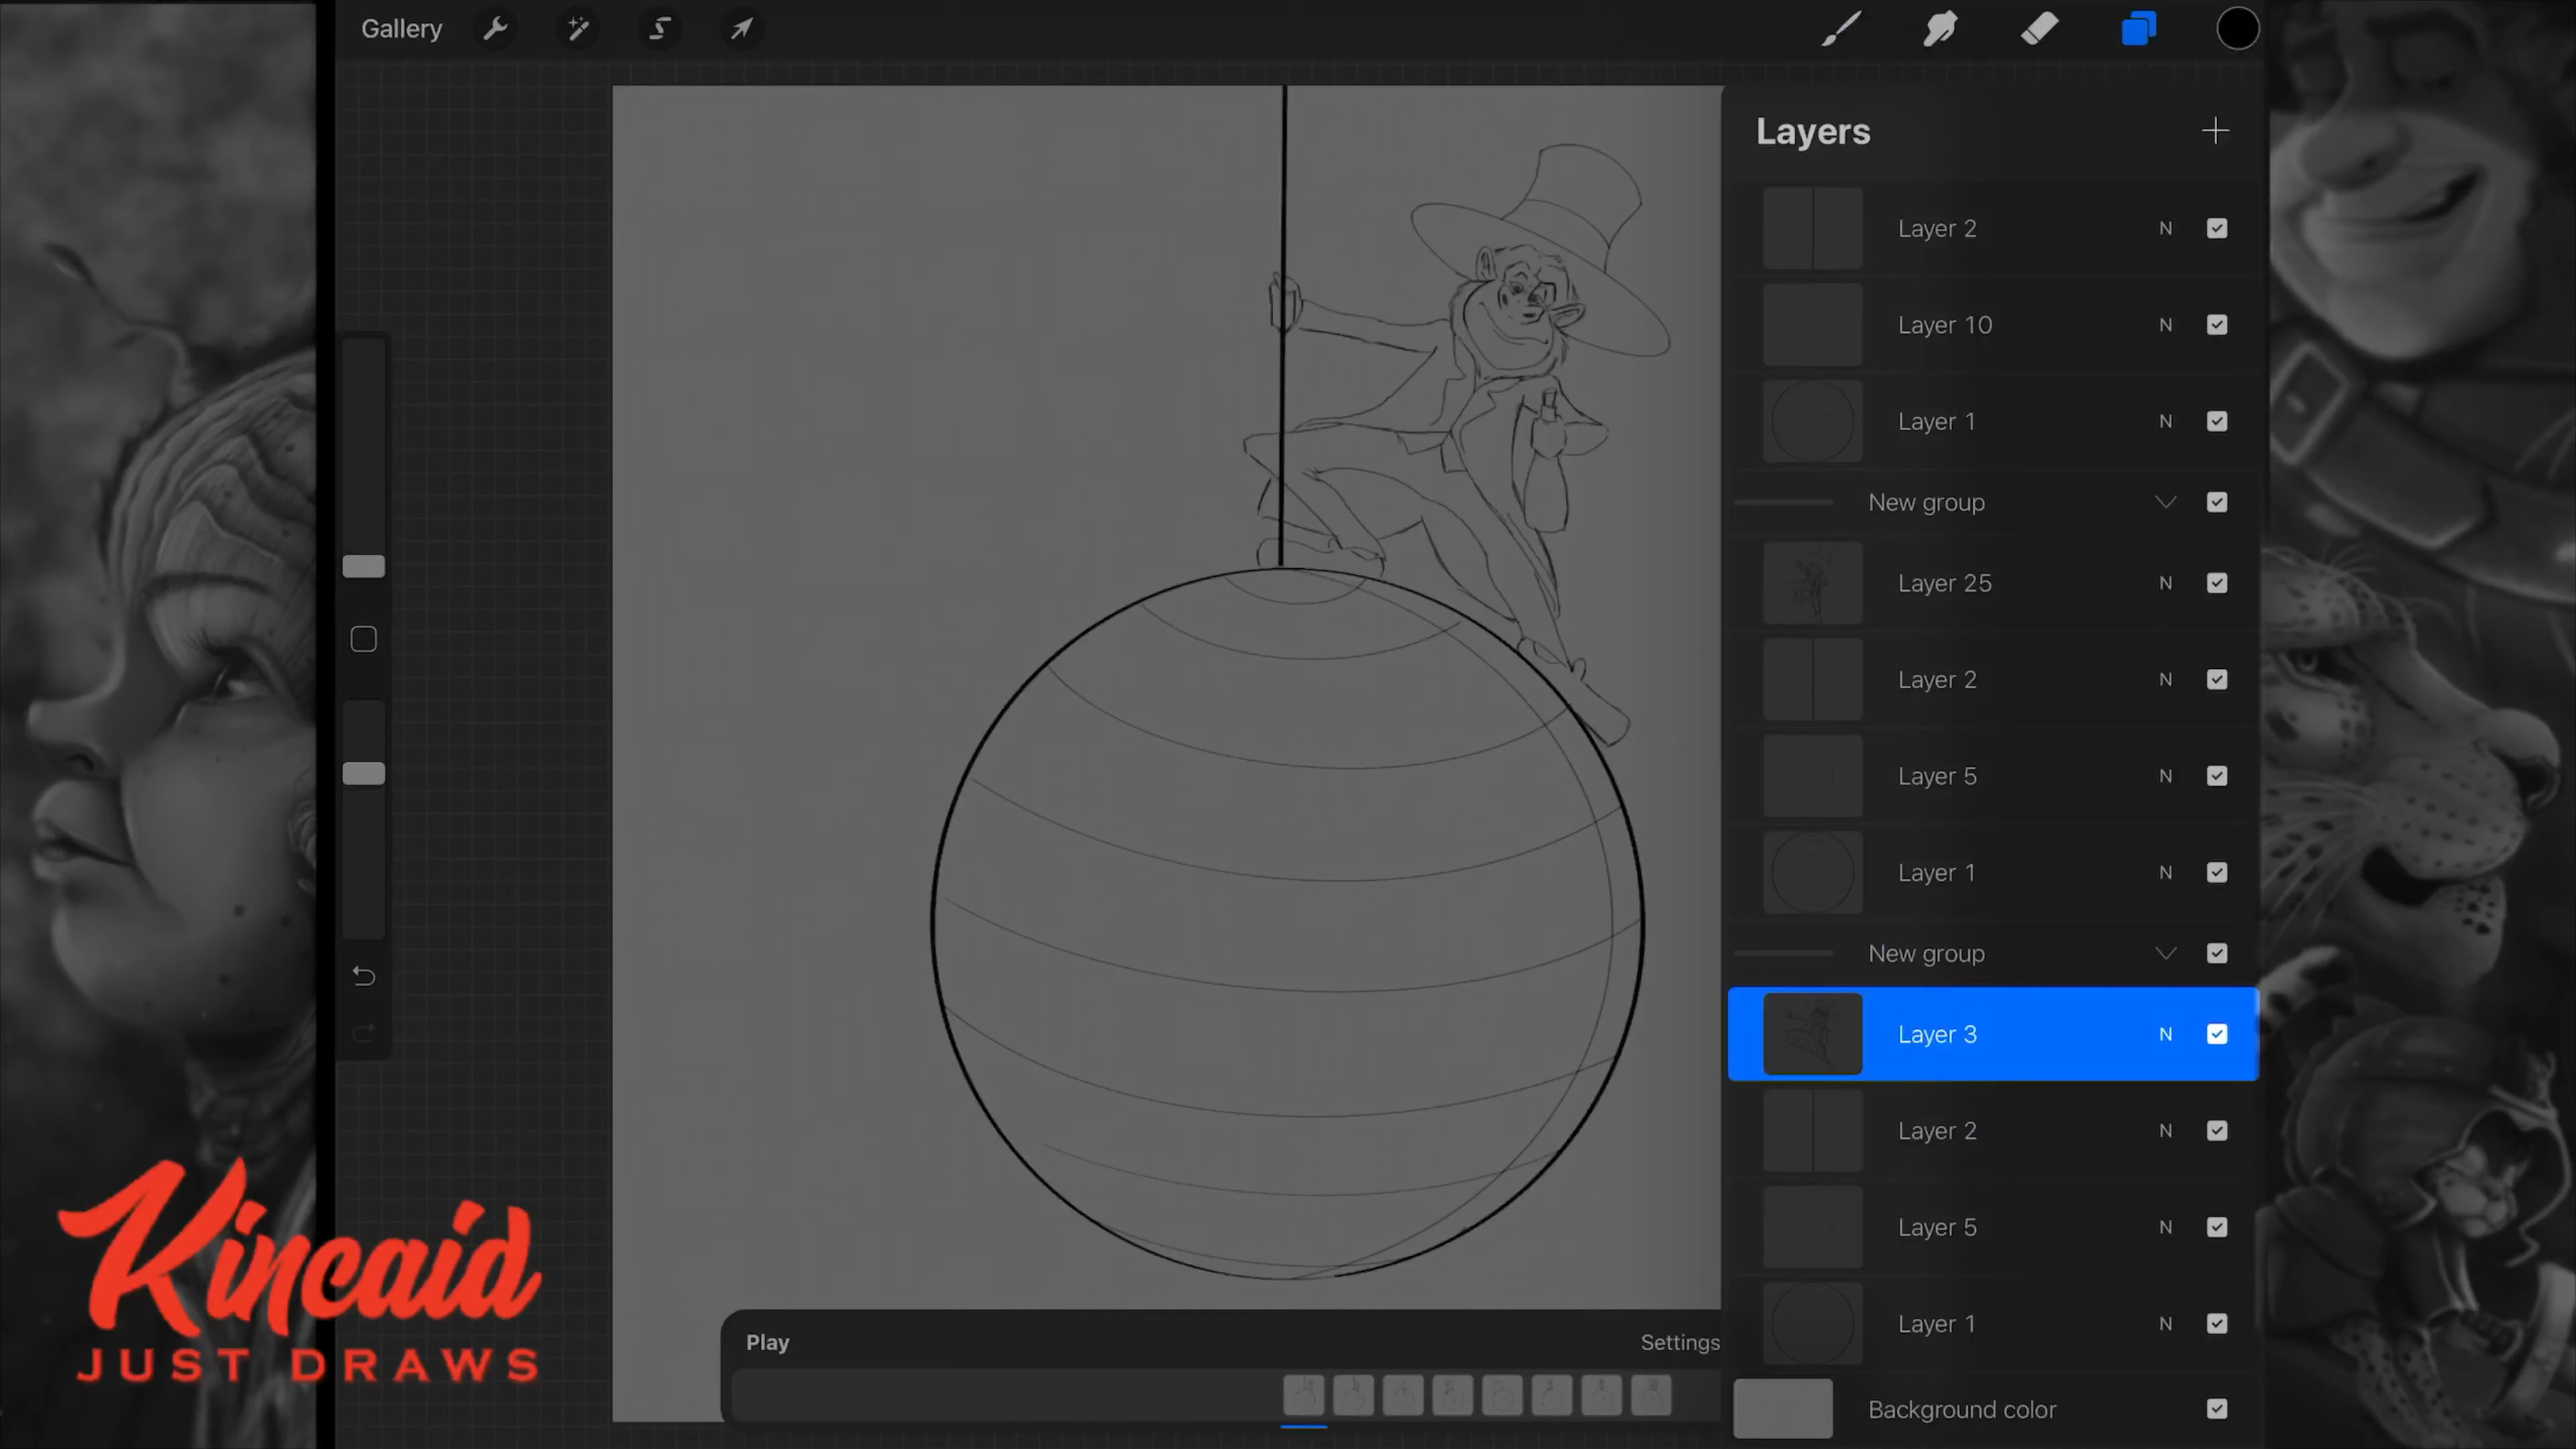 Gallery
Layers
Layer 2 N
Layer 10 N
Layer 1 N
New group
Layer 25 N
Layer 2 N
Layer 5 N
Layer 1 N
New group
Layer 3 N
Layer 2 N
Layer 5 N
Layer 1 N
Background color
Play
Settings
Kincaid
JUST DRAWS